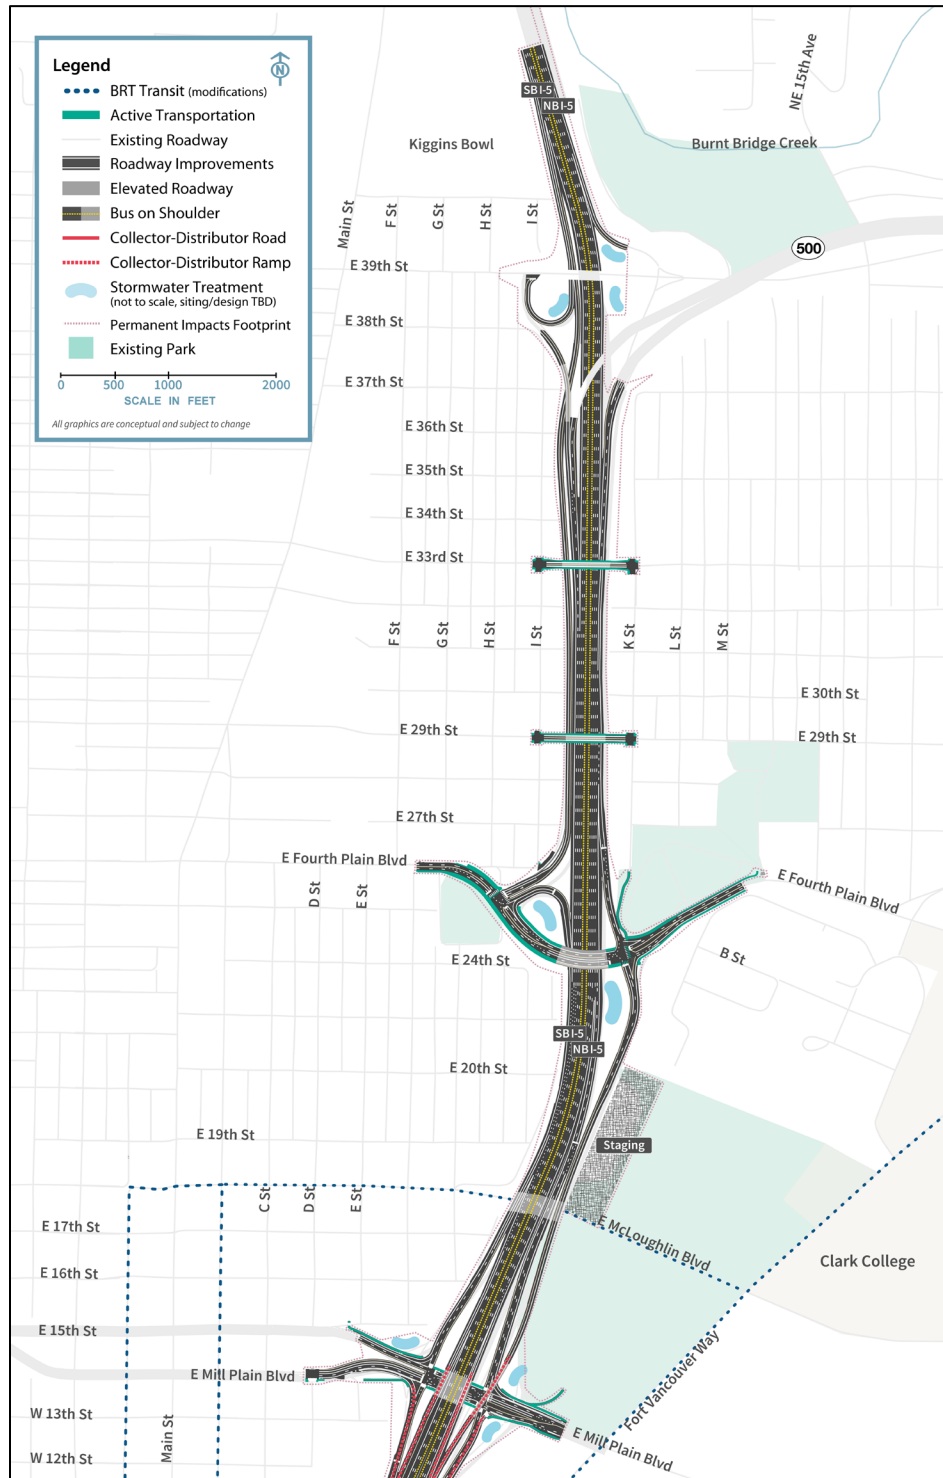 Legend
N
BRT Transit (modifications)
Active Transportation
Existing Roadway
Roadway Improvements
Elevated Roadway
Bus on Shoulder
Collector-Distributor Road
Collector-Distributor Ramp
Stormwater Treatment
(not to scale, siting/design TBD)
Permanent Impacts Footprint
Existing Park
0 500 1000 2000
SCALE IN FEET
All graphics are conceptual and subject to change
SBI-5
NBI-5
NE 15th Ave
Kiggins Bowl
Burnt Bridge Creek
Main St
F St
G St
H St
I St
500
E 39th St
E 38th St
E 37th St
E 36th St
E 35th St
E 34th St
E 33rd St
F St
G St
H St
I St
K St
L St
M St
E 30th St
E 29th St
E 29th St
E 27th St
E Fourth Plain Blvd
E Fourth Plain Blvd
D St
E St
E 24th St
B St
SBI-5
NBI-5
E 20th St
E 19th St
Staging
C St
D St
E St
E 17th St
E McLoughlin Blvd
E 16th St
Clark College
E 15th St
Fort Vancouver Way
E Mill Plain Blvd
W 13th St
Main St
E Mill Plain Blvd
W 12th St